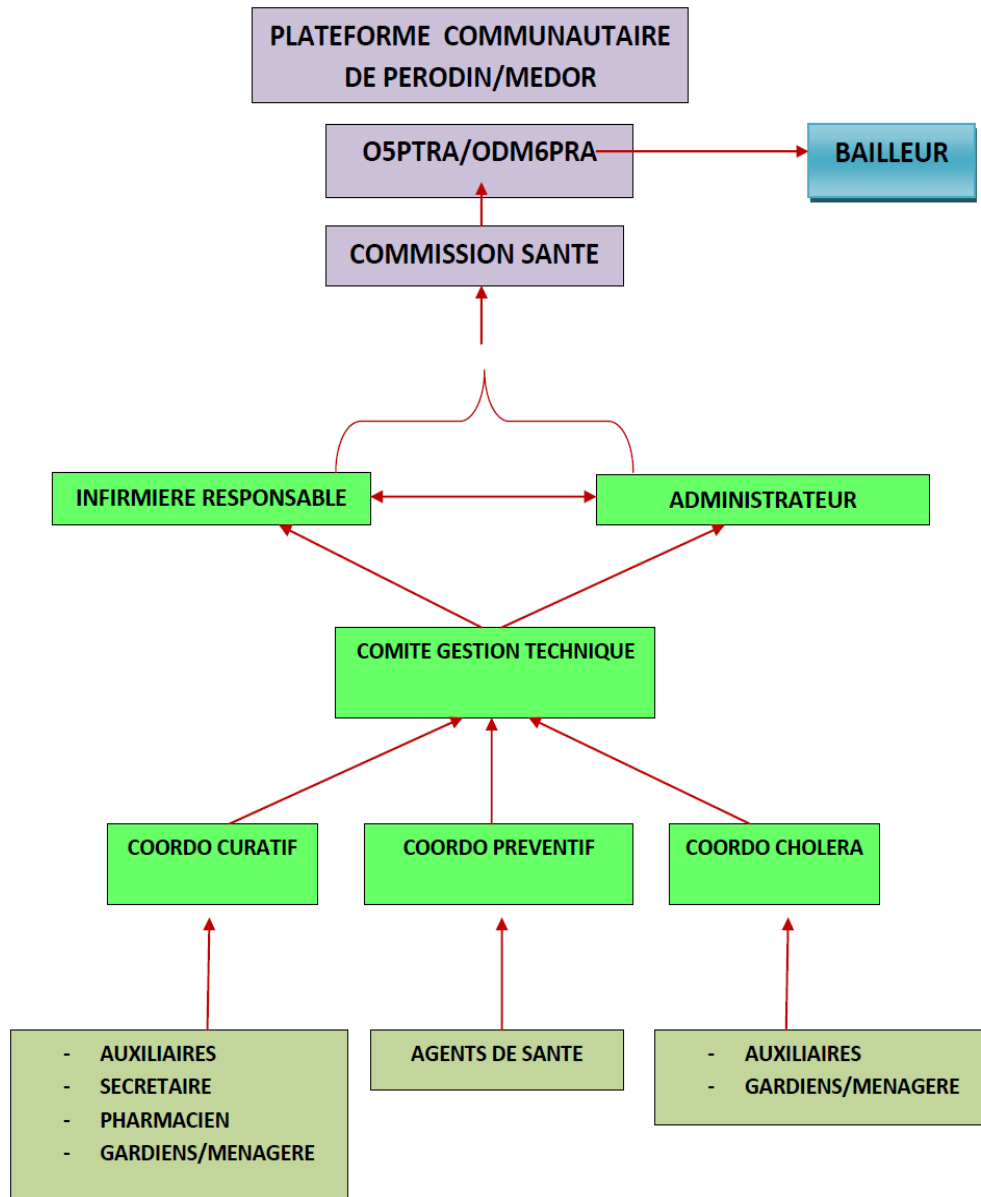 PLATEFORME COMMUNAUTAIRE
DE PERODIN/MEDOR
O5PTRA/ODM6PRA
BAILLEUR
COMMISSION SANTE
INFIRMIERE RESPONSABLE
ADMINISTRATEUR
COMITE GESTION TECHNIQUE
COORDO CURATIF
COORDO PREVENTIF
COORDO CHOLERA
- AUXILIAIRES
- SECRETAIRE
- PHARMACIEN
- GARDIENS/MENAGERE
AGENTS DE SANTE
- AUXILIAIRES
- GARDIENS/MENAGERE